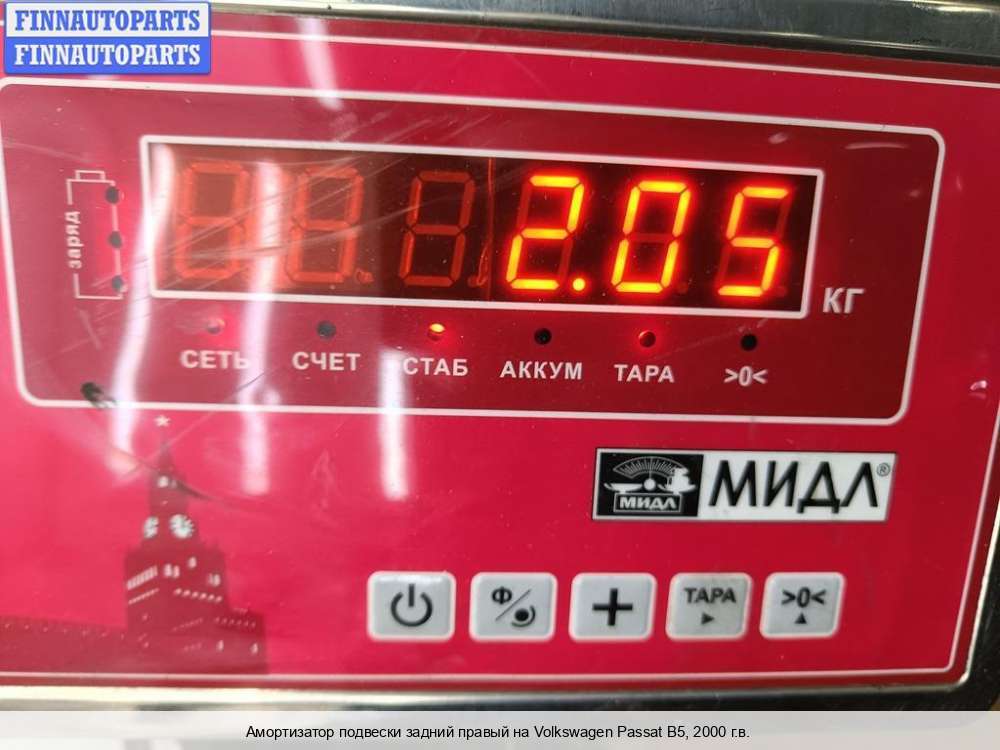 FINNAUTOPARTS
FINNAUTOPARTS
заряд
2.05
КГ
СЕТЬ СЧЕТ СТАБ АККУМ ТАРА >0<
МИДЛ МИДЛ®
Ф ТАРА >0<
Амортизатор подвески задний правый на Volkswagen Passat B5, 2000 г.в.